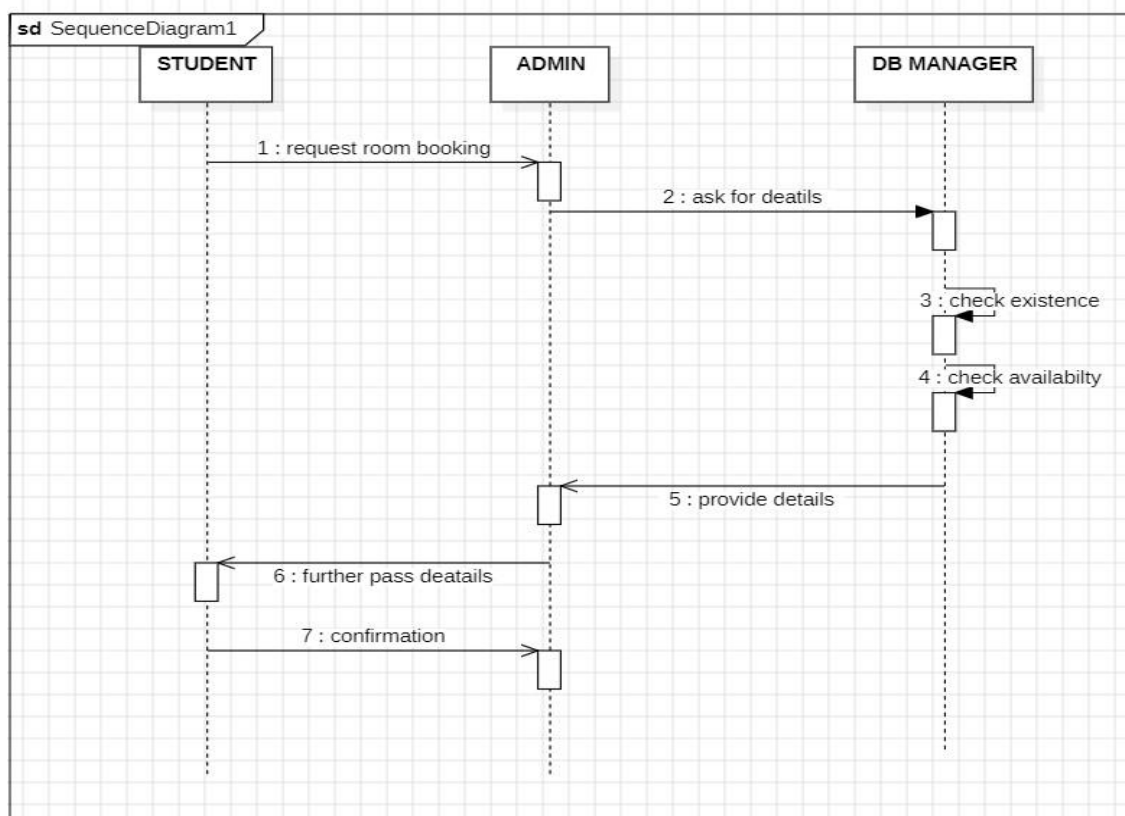 sd SequenceDiagram1
STUDENT
ADMIN
DB MANAGER
1 : request room booking
2 : ask for deatils
3 : check existence
4 : check availabilty
5 : provide details
6 : further pass deatails
7 : confirmation